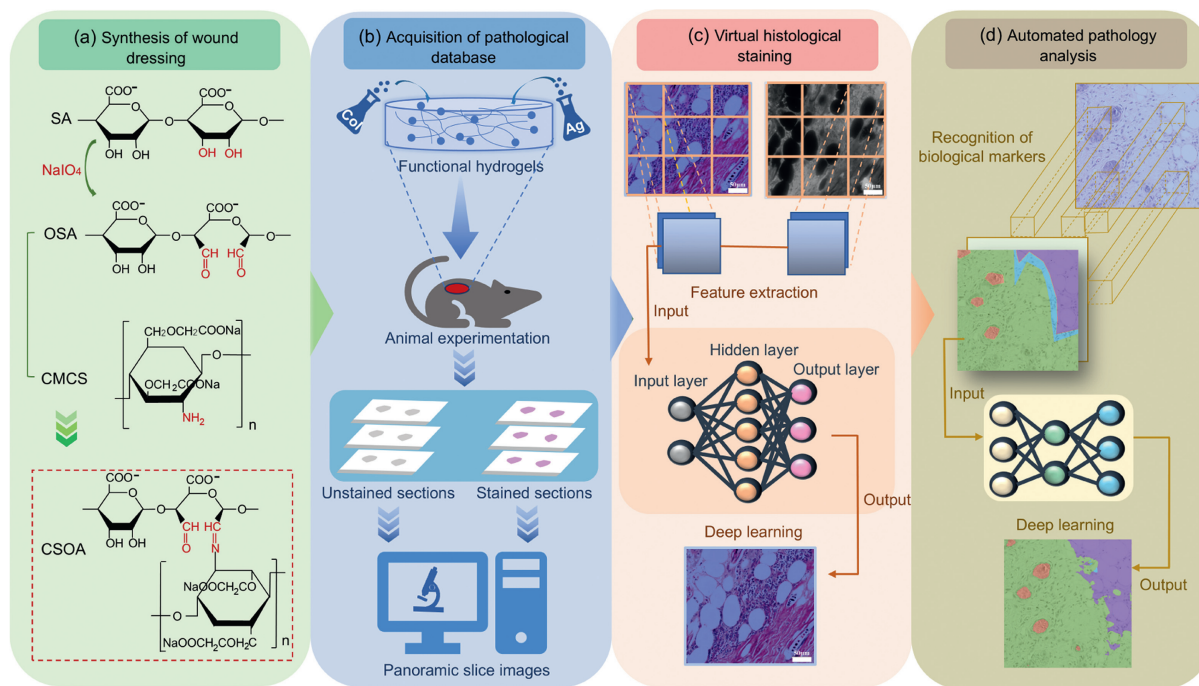 (a) Synthesis of wound
dressing
COO⁻
COO⁻
SA
OH OH
OH OH
NaIO₄
COO⁻
COO⁻
OSA
OH OH
C HC
O O
CH₂OCH₂COONa
O
CMCS
OCH₂COONa
NH₂
n
COO⁻
COO⁻
CSOA
OH OH
CH HC
O
N
NaOOCH₂CO
O
NaOOCH₂COH₂C
n
(b) Acquisition of pathological
database
Col
Ag
Functional hydrogels
Animal experimentation
Unstained sections
Stained sections
Panoramic slice images
(c) Virtual histological
staining
50μm
50μm
Feature extraction
Input
Hidden layer
Input layer
Output layer
Output
Deep learning
50μm
(d) Automated pathology
analysis
Recognition of
biological markers
Input
Deep learning
Output